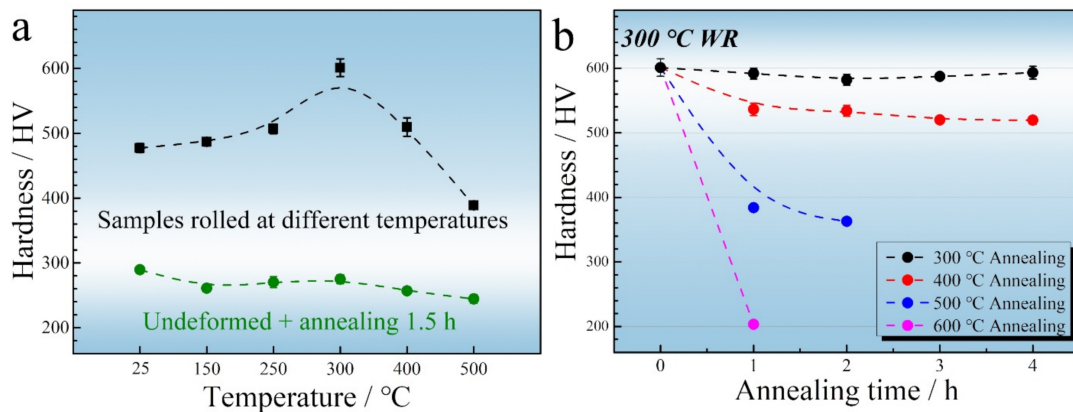 a
Hardness / HV
600
500
400
300
200
Samples rolled at different temperatures
Undeformed + annealing 1.5 h
25 150 250 300 400 500
Temperature / °C
b
300 °C WR
Hardness / HV
600
500
400
300
200
300 °C Annealing
400 °C Annealing
500 °C Annealing
600 °C Annealing
0 1 2 3 4
Annealing time / h